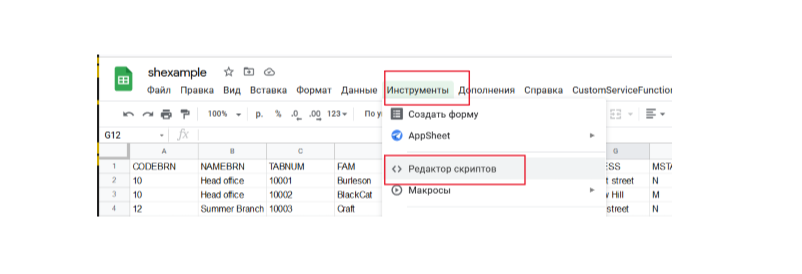 shexample
Файл Правка Вид Вставка Формат Данные Инструменты Дополнения Справка CustomServiceFunction
100% р. % .0 .00 123 По у
Создать форму
G12 fx
AppSheet
A B C G
Редактор скриптов
Макросы
1 CODEBRN NAMEBRN TABNUM FAM ESS MSTA
2 10 Head office 10001 Burleson street N
3 10 Head office 10002 BlackCat Hill M
4 12 Summer Branch 10003 Craft street N